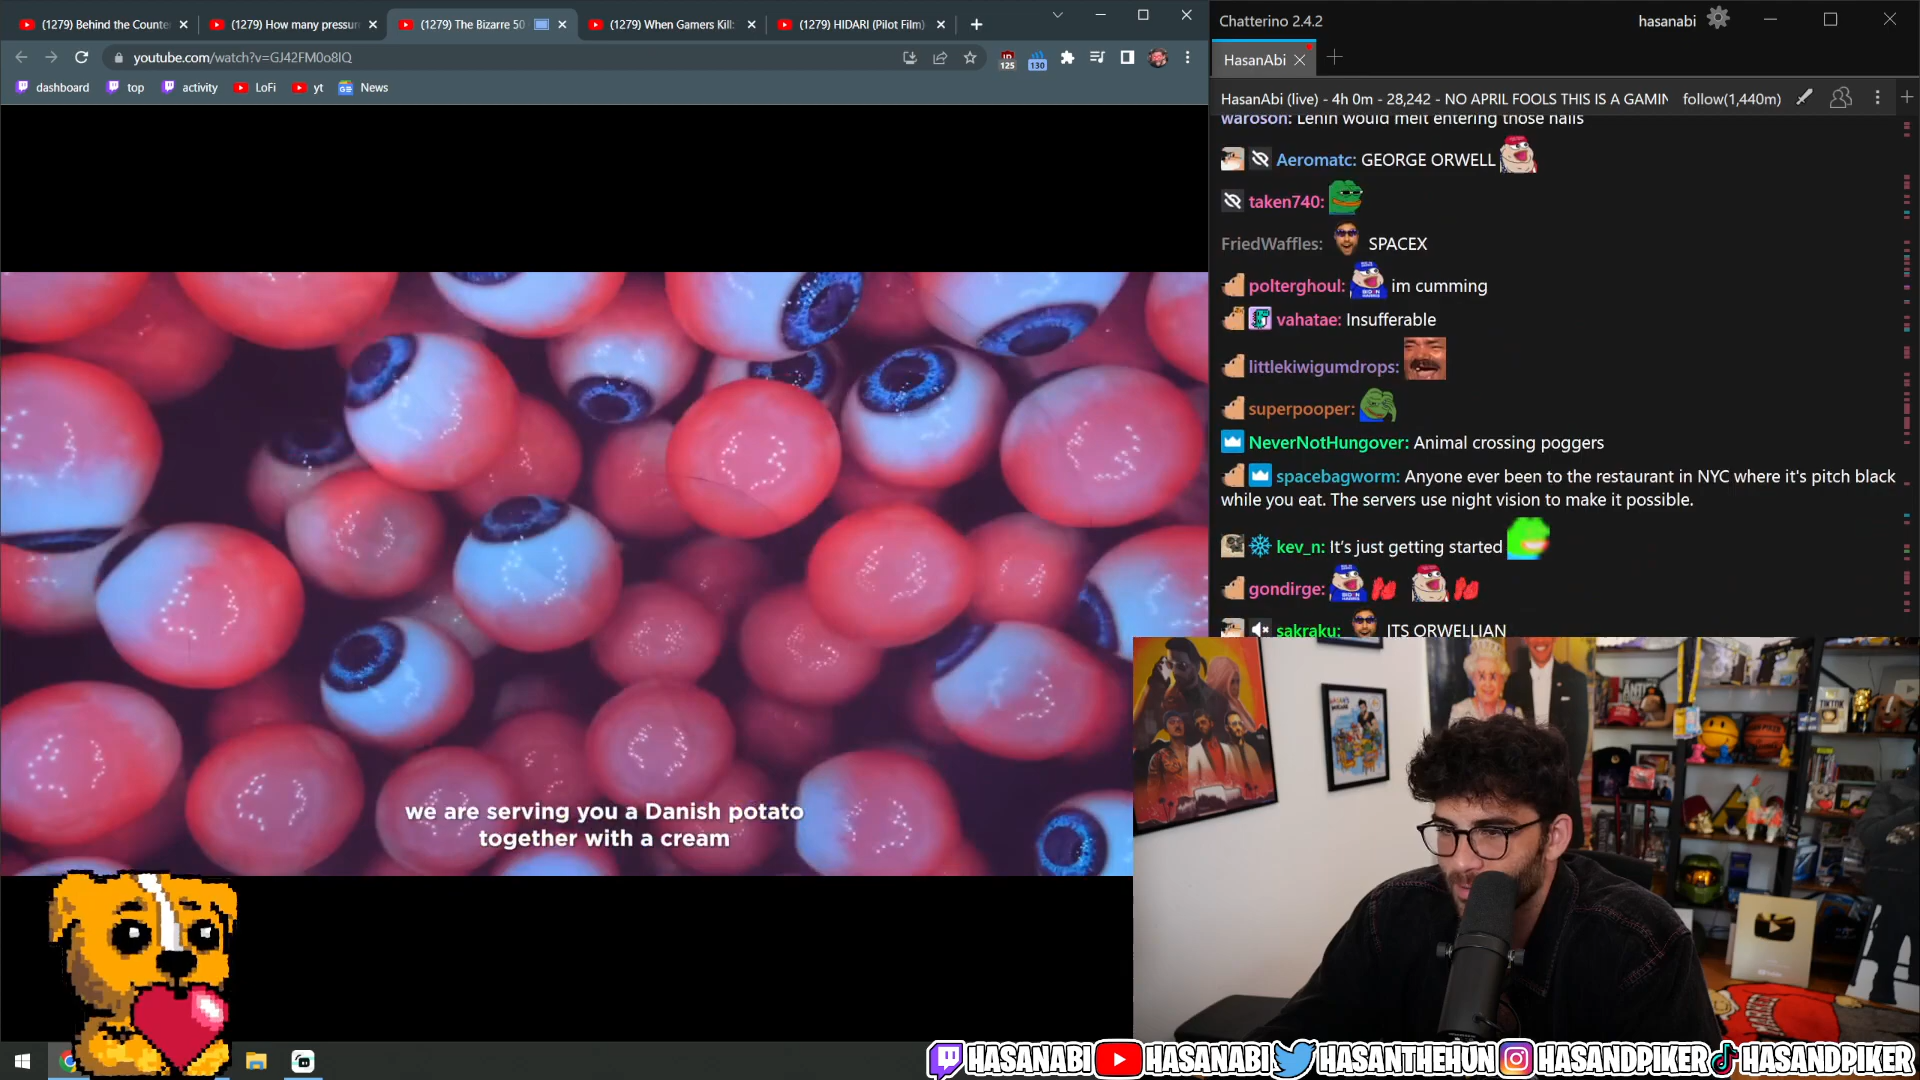 (1279) Behind the Counte
(1279) How many pressur
(1279) The Bizarre 50
(1279) When Gamers Kill:
(1279) HIDARI (Pilot Film)
youtube.com/watch?v=GJ42FM0o8IQ
125
130
dashboard
top
activity
LoFi
yt
News
we are serving you a Danish potato
together with a cream
Chatterino 2.4.2
hasanabi
HasanAbi
HasanAbi (live) - 4h 0m - 28,242 - NO APRIL FOOLS THIS IS A GAMIN
follow(1,440m)
waroson: Lenin would melt entering those halls
Aeromatc: GEORGE ORWELL
taken740:
FriedWaffles: SPACEX
polterghoul: im cumming
vahatae: Insufferable
littlekiwigumdrops:
superpooper:
NeverNotHungover: Animal crossing poggers
spacebagworm: Anyone ever been to the restaurant in NYC where it's pitch black
while you eat. The servers use night vision to make it possible.
kev_n: It's just getting started
gondirge:
sakraku: ITS ORWELLIAN
HASANABI HASANABI HASANTHEHUN HASANDPIKER HASANDPIKER